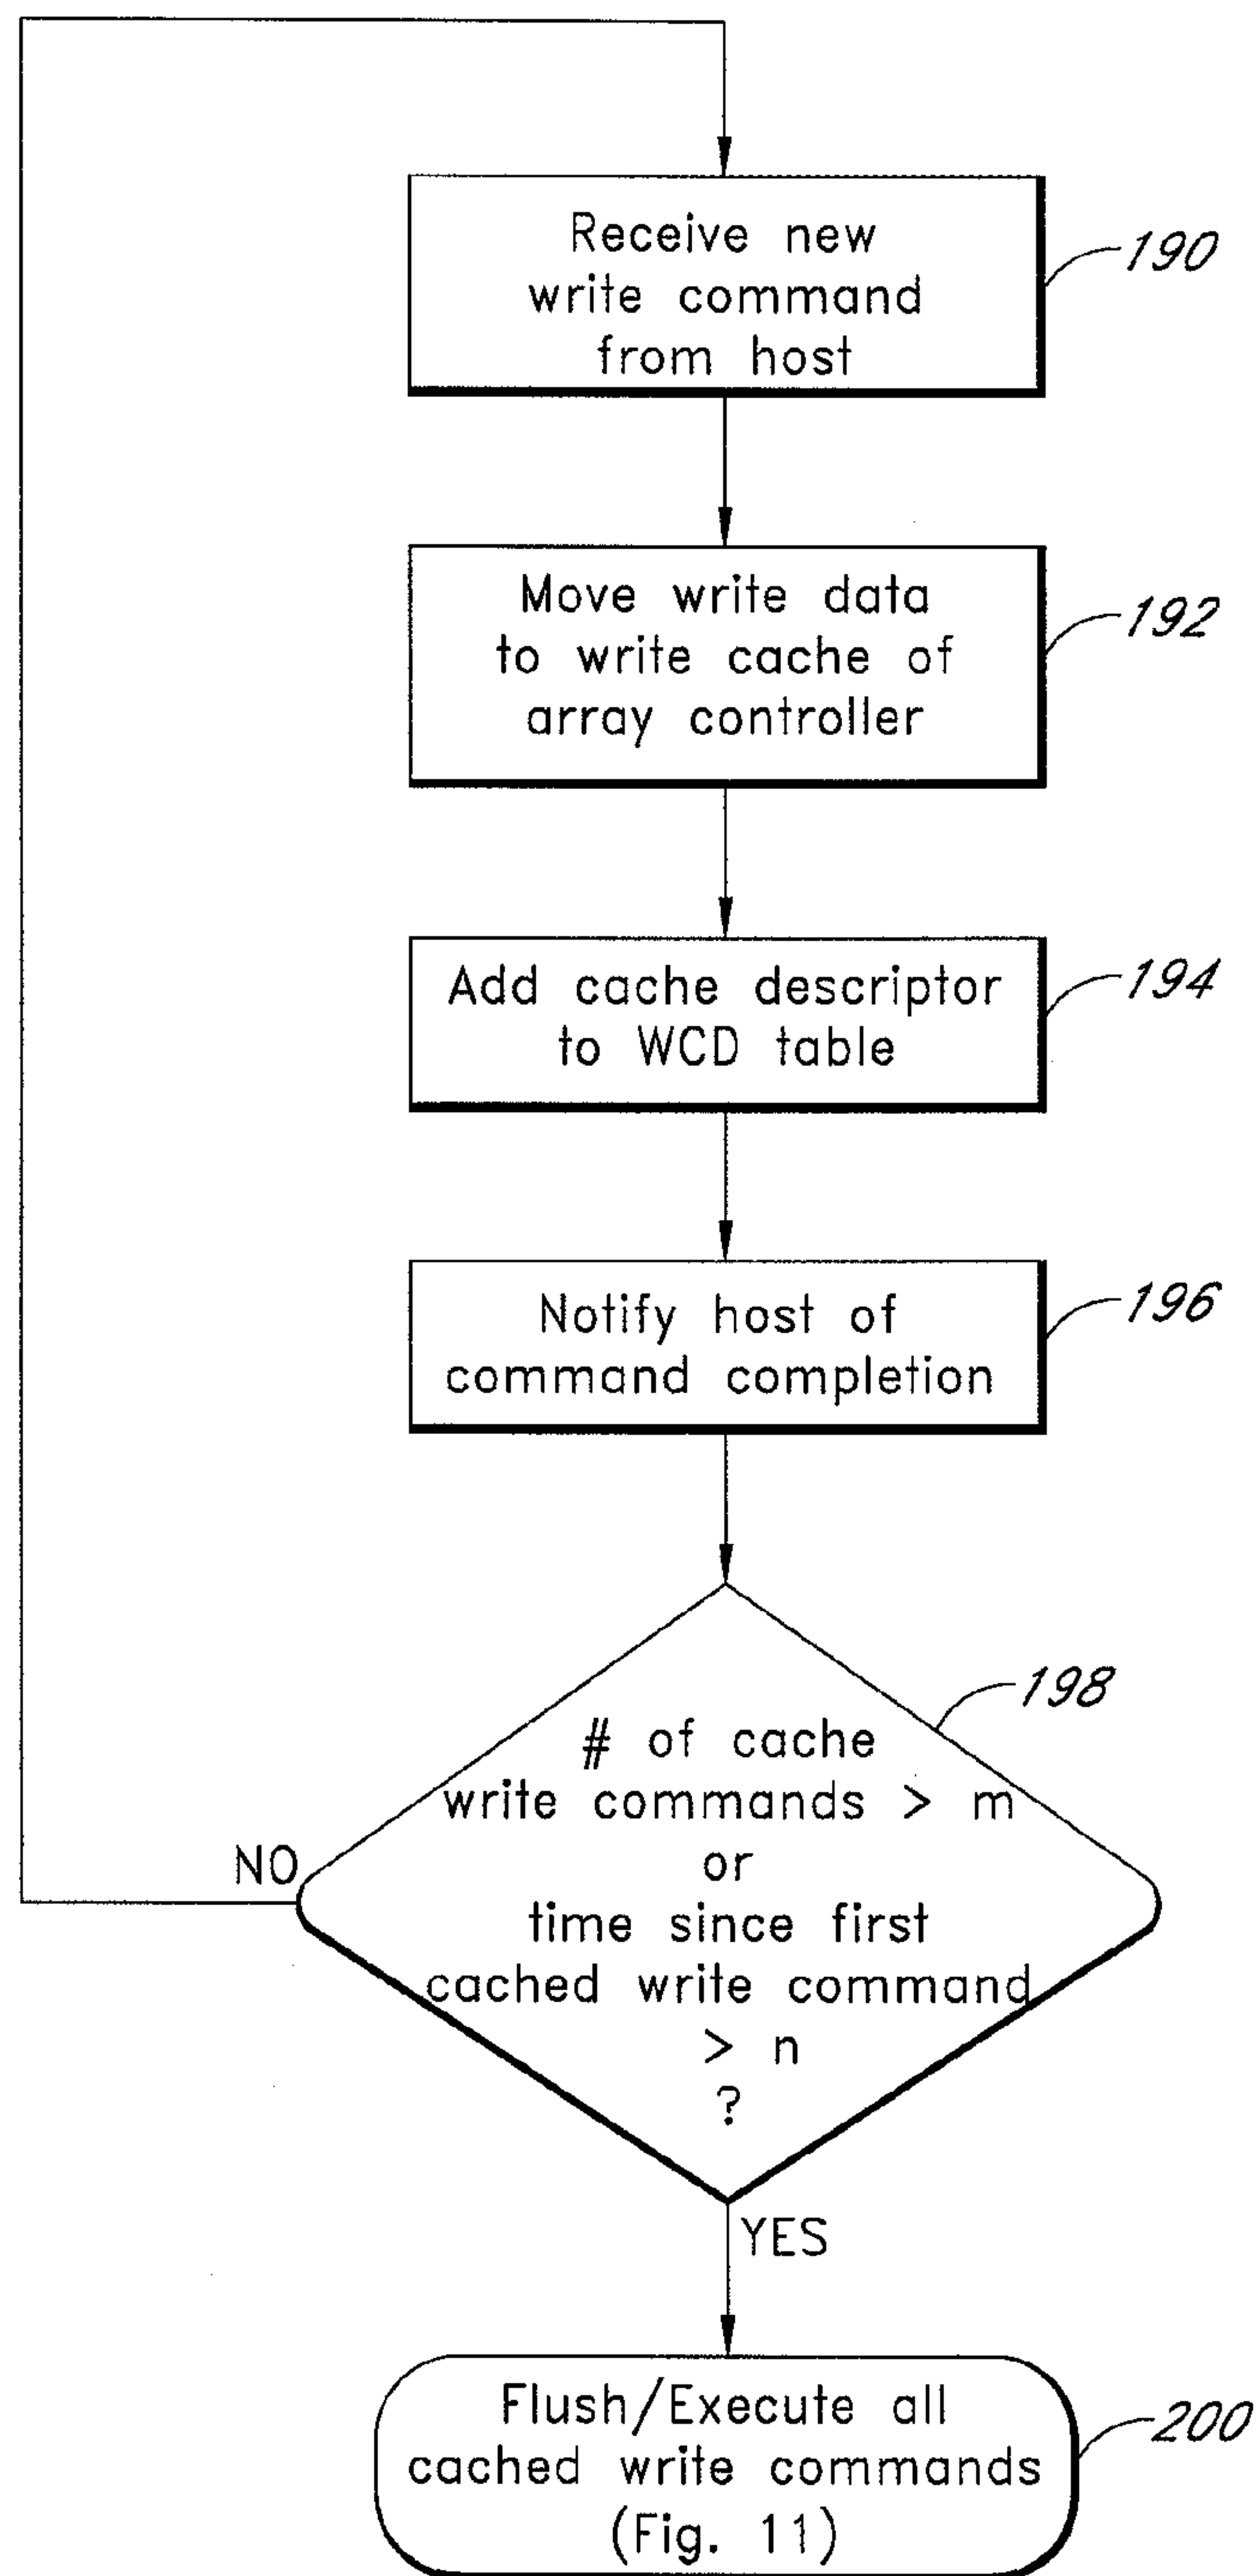 Receive new
write command
from host
190
Move write data
to write cache of
array controller
192
Add cache descriptor
to WCD table
194
Notify host of
command completion
196
# of cache
write commands > m
or
time since first
cached write command
> n
?
198
NO
YES
Flush/Execute all
cached write commands
(Fig. 11)
200